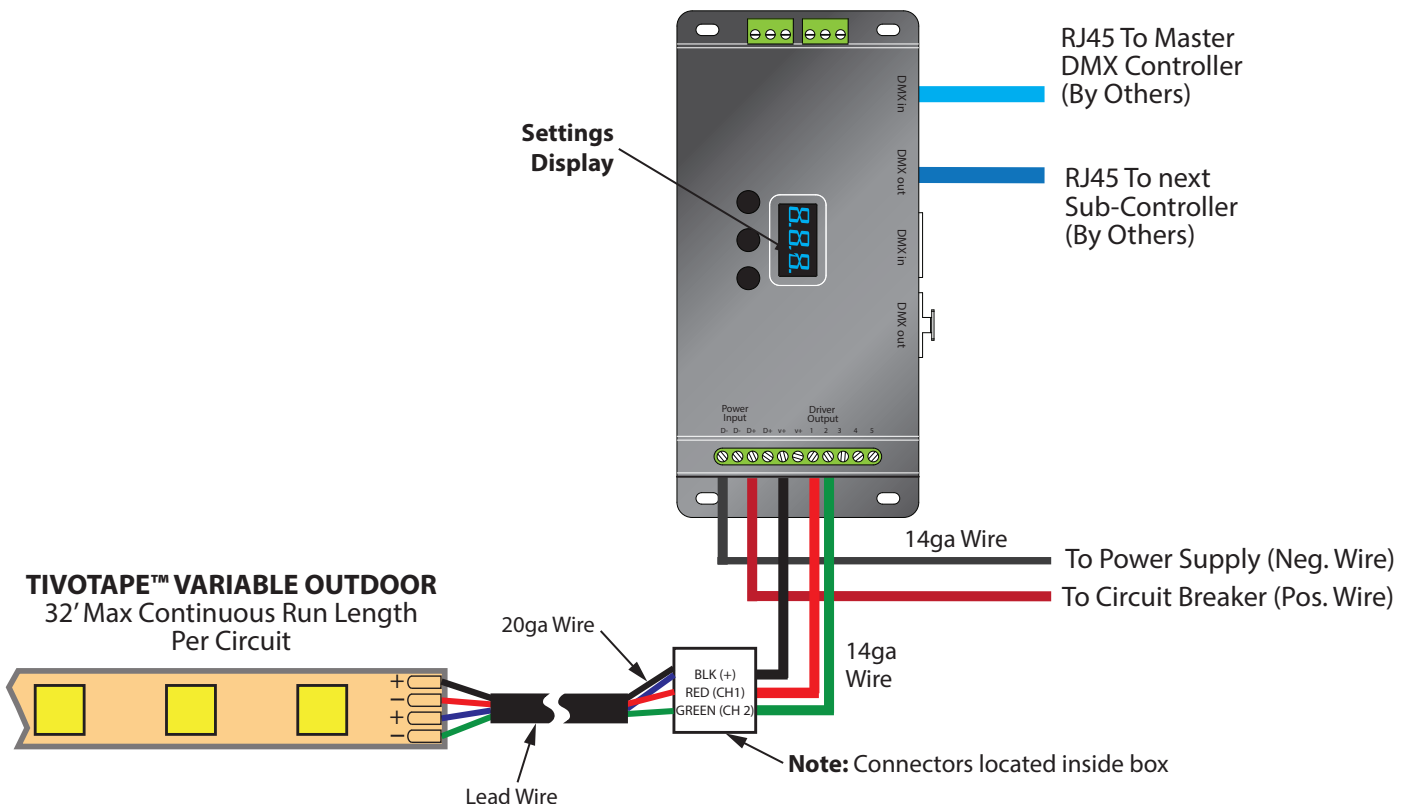 RJ45 To Master
DMX Controller
(By Others)
DMX in
Settings
Display
DMX out
RJ45 To next
Sub-Controller
(By Others)
8.8.8.
DMX in
DMX out
Power
Input
Driver
Output
D- D- D+ D+ v+ v+ 1 2 3 4 5
14ga Wire
To Power Supply (Neg. Wire)
To Circuit Breaker (Pos. Wire)
TIVOTAPE™ VARIABLE OUTDOOR
32’ Max Continuous Run Length
Per Circuit
20ga Wire
14ga
Wire
BLK (+)
RED (CH1)
GREEN (CH 2)
+
−
+
−
Note: Connectors located inside box
Lead Wire